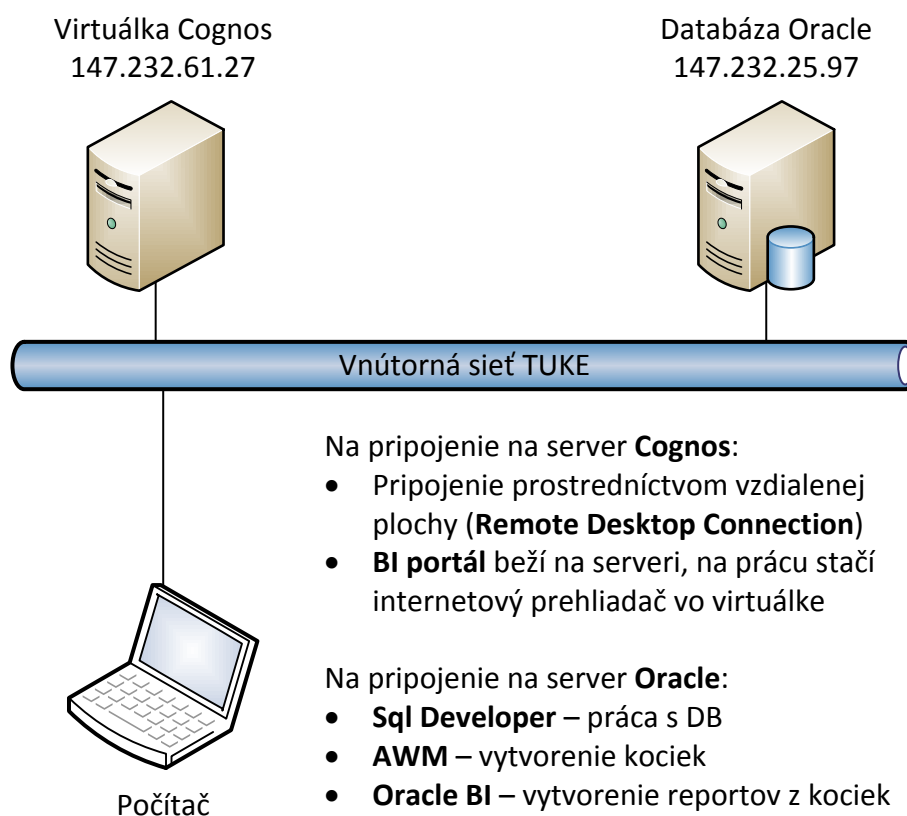 Virtuálka Cognos
147.232.61.27
Databáza Oracle
147.232.25.97
Vnútorná sieť TUKE
Na pripojenie na server Cognos:
• Pripojenie prostredníctvom vzdialenej
plochy (Remote Desktop Connection)
• BI portál beží na serveri, na prácu stačí
internetový prehliadač vo virtuálke
Na pripojenie na server Oracle:
• Sql Developer – práca s DB
• AWM – vytvorenie kociek
• Oracle BI – vytvorenie reportov z kociek
Počítač